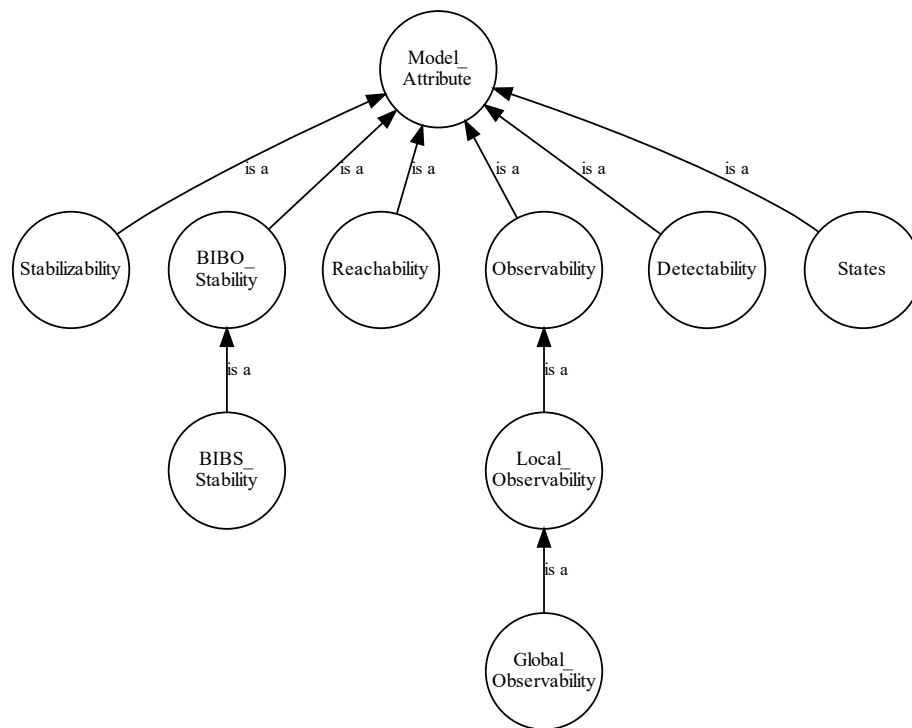 Model_
Attribute
is a
is a
is a
is a
is a
is a
Stabilizability
BIBO_
Stability
Reachability
Observability
Detectability
States
is a
is a
BIBS_
Stability
Local_
Observability
is a
Global_
Observability